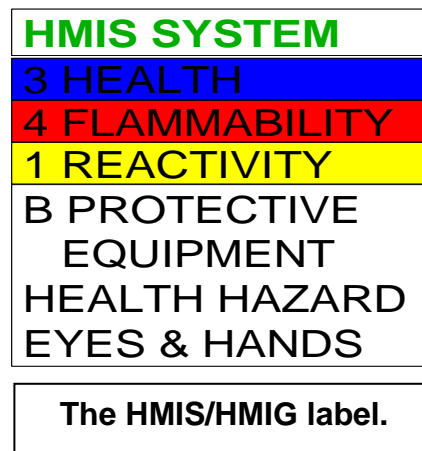 HMIS SYSTEM
3 HEALTH
4 FLAMMABILITY
1 REACTIVITY
B PROTECTIVE
EQUIPMENT
HEALTH HAZARD
EYES & HANDS
The HMIS/HMIG label.